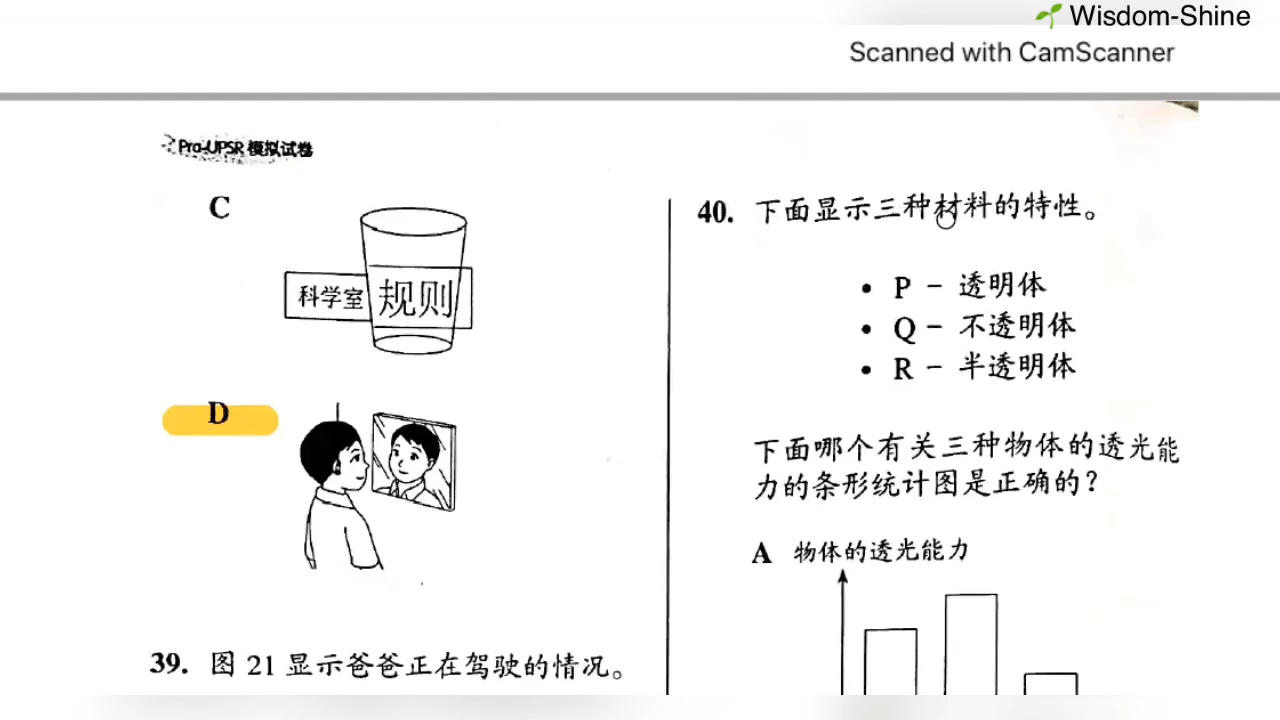 Wisdom-Shine
Scanned with CamScanner
Pra-UPSR 模拟试卷
C
科学室 规则
D
39. 图 21 显示爸爸正在驾驶的情况。
40. 下面显示三种材料的特性。
• P – 透明体
• Q – 不透明体
• R – 半透明体
下面哪个有关三种物体的透光能
力的条形统计图是正确的?
A 物体的透光能力